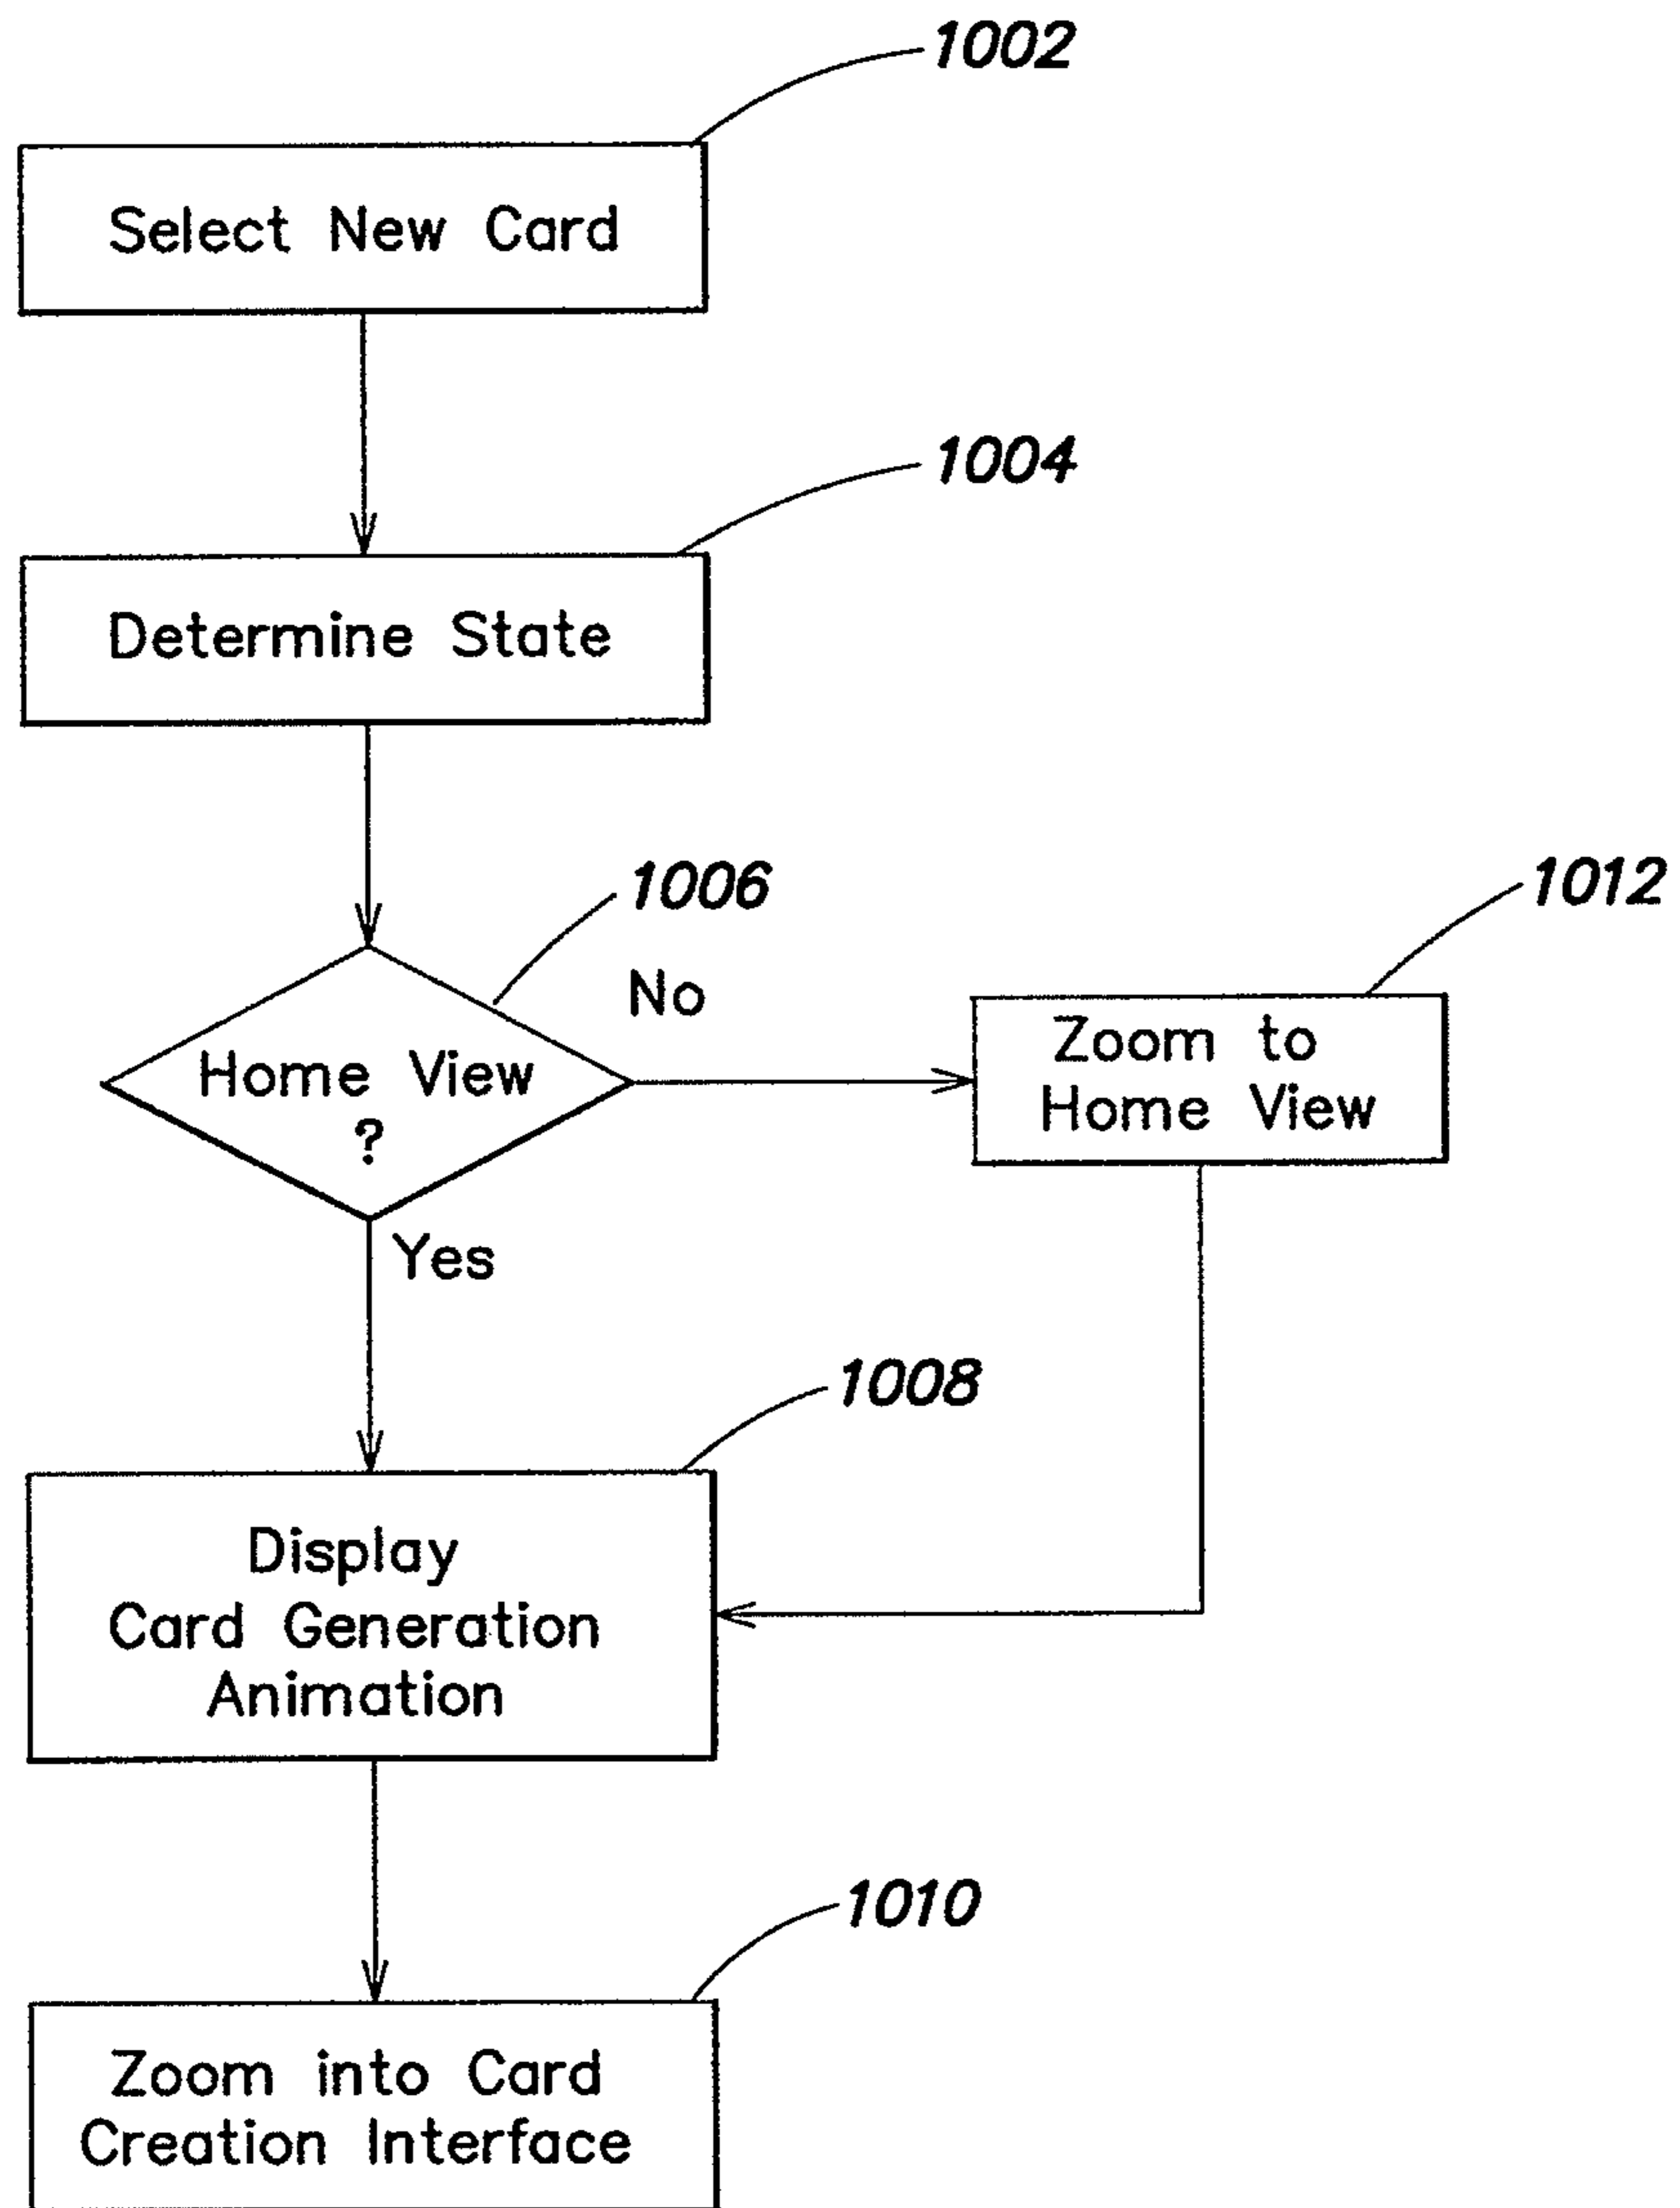 1002
Select New Card
1004
Determine State
1006
1012
No
Home View
?
Zoom to
Home View
Yes
1008
Display
Card Generation
Animation
1010
Zoom into Card
Creation Interface